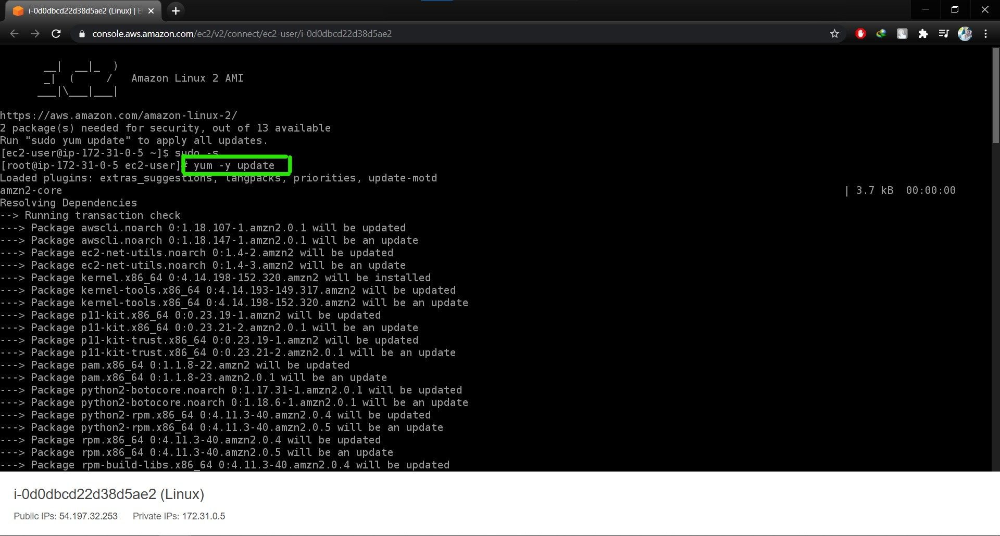 i-0d0dbcd22d38d5ae2 (Linux) | E
console.aws.amazon.com/ec2/v2/connect/ec2-user/i-0d0dbcd22d38d5ae2
__|  __|_  )
_|  (     /   Amazon Linux 2 AMI
___|\___|___|
https://aws.amazon.com/amazon-linux-2/
2 package(s) needed for security, out of 13 available
Run "sudo yum update" to apply all updates.
[ec2-user@ip-172-31-0-5 ~]$ sudo -s
[root@ip-172-31-0-5 ec2-user]# yum -y update
Loaded plugins: extras_suggestions, langpacks, priorities, update-motd
amzn2-core | 3.7 kB 00:00:00
Resolving Dependencies
--> Running transaction check
---> Package awscli.noarch 0:1.18.107-1.amzn2.0.1 will be updated
---> Package awscli.noarch 0:1.18.147-1.amzn2.0.1 will be an update
---> Package ec2-net-utils.noarch 0:1.4-2.amzn2 will be updated
---> Package ec2-net-utils.noarch 0:1.4-3.amzn2 will be an update
---> Package kernel.x86_64 0:4.14.198-152.320.amzn2 will be installed
---> Package kernel-tools.x86_64 0:4.14.193-149.317.amzn2 will be updated
---> Package kernel-tools.x86_64 0:4.14.198-152.320.amzn2 will be an update
---> Package p11-kit.x86_64 0:0.23.19-1.amzn2 will be updated
---> Package p11-kit.x86_64 0:0.23.21-2.amzn2.0.1 will be an update
---> Package p11-kit-trust.x86_64 0:0.23.19-1.amzn2 will be updated
---> Package p11-kit-trust.x86_64 0:0.23.21-2.amzn2.0.1 will be an update
---> Package pam.x86_64 0:1.1.8-22.amzn2 will be updated
---> Package pam.x86_64 0:1.1.8-23.amzn2.0.1 will be an update
---> Package python2-botocore.noarch 0:1.17.31-1.amzn2.0.1 will be updated
---> Package python2-botocore.noarch 0:1.18.6-1.amzn2.0.1 will be an update
---> Package python2-rpm.x86_64 0:4.11.3-40.amzn2.0.4 will be updated
---> Package python2-rpm.x86_64 0:4.11.3-40.amzn2.0.5 will be an update
---> Package rpm.x86_64 0:4.11.3-40.amzn2.0.4 will be updated
---> Package rpm.x86_64 0:4.11.3-40.amzn2.0.5 will be an update
---> Package rpm-build-libs.x86_64 0:4.11.3-40.amzn2.0.4 will be updated
i-0d0dbcd22d38d5ae2 (Linux)
Public IPs: 54.197.32.253 Private IPs: 172.31.0.5